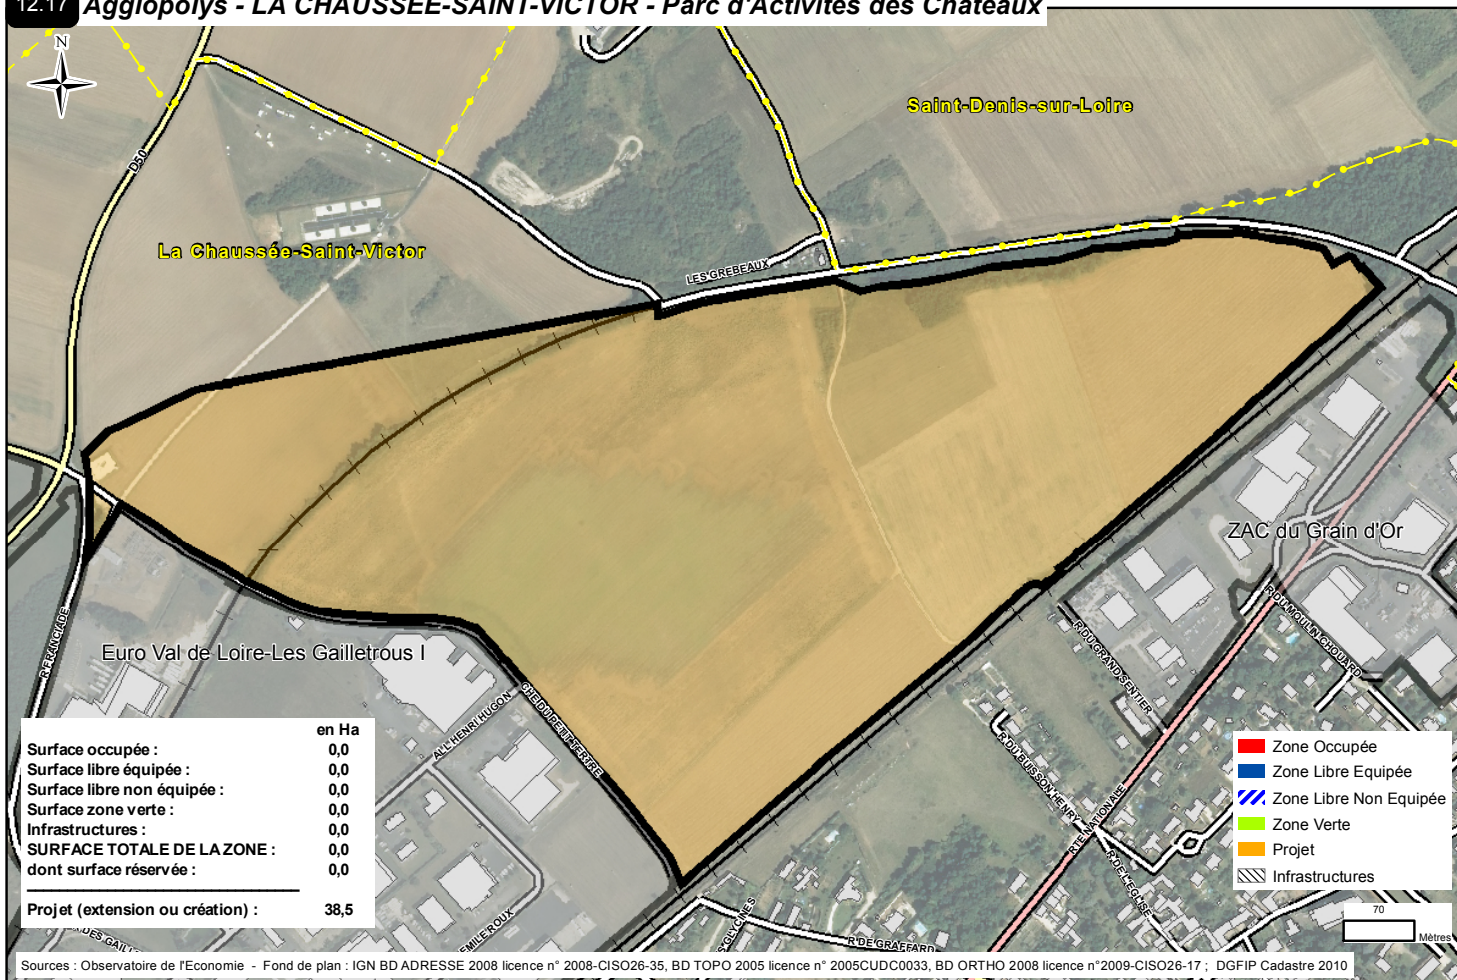 12.17 Agglopolys - LA CHAUSSÉE-SAINT-VICTOR - Parc d'Activités des Châteaux
N
Saint-Denis-sur-Loire
D50
La Chaussée-Saint-Victor
LES GREBEAUX
ZAC du Grain d'Or
R DU MOULIN CHOUARD
R FRANCIADE
Euro Val de Loire-Les Gailletrous I
R DU GRAND SENTIER
ALL HENRI HUGON
CHE DU PETIT TERTRE
R DU BUISSON HENRY
RTE NATIONALE
R DE L'EGLISE
EMILE ROUX
R DE GRAFFARD
en Ha
Surface occupée : 0,0
Surface libre équipée : 0,0
Surface libre non équipée : 0,0
Surface zone verte : 0,0
Infrastructures : 0,0
SURFACE TOTALE DE LA ZONE : 0,0
dont surface réservée : 0,0
Projet (extension ou création) : 38,5
Zone Occupée
Zone Libre Equipée
Zone Libre Non Equipée
Zone Verte
Projet
Infrastructures
70
Mètres
Sources : Observatoire de l'Economie - Fond de plan : IGN BD ADRESSE 2008 licence n° 2008-CISO26-35, BD TOPO 2005 licence n° 2005CUDC0033, BD ORTHO 2008 licence n°2009-CISO26-17 ; DGFIP Cadastre 2010